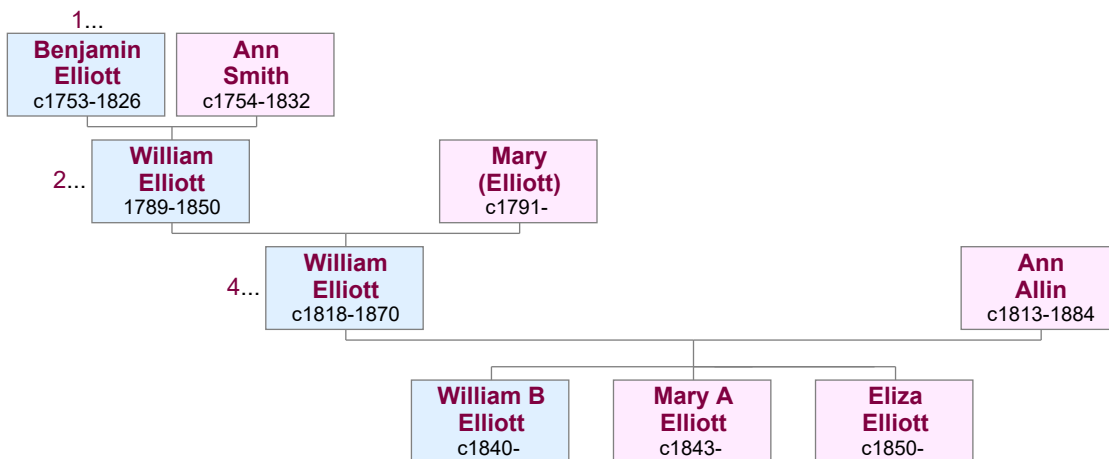 1...
Benjamin
Elliott
c1753-1826
Ann
Smith
c1754-1832
2...
William
Elliott
1789-1850
Mary
(Elliott)
c1791-
4...
William
Elliott
c1818-1870
Ann
Allin
c1813-1884
William B
Elliott
c1840-
Mary A
Elliott
c1843-
Eliza
Elliott
c1850-